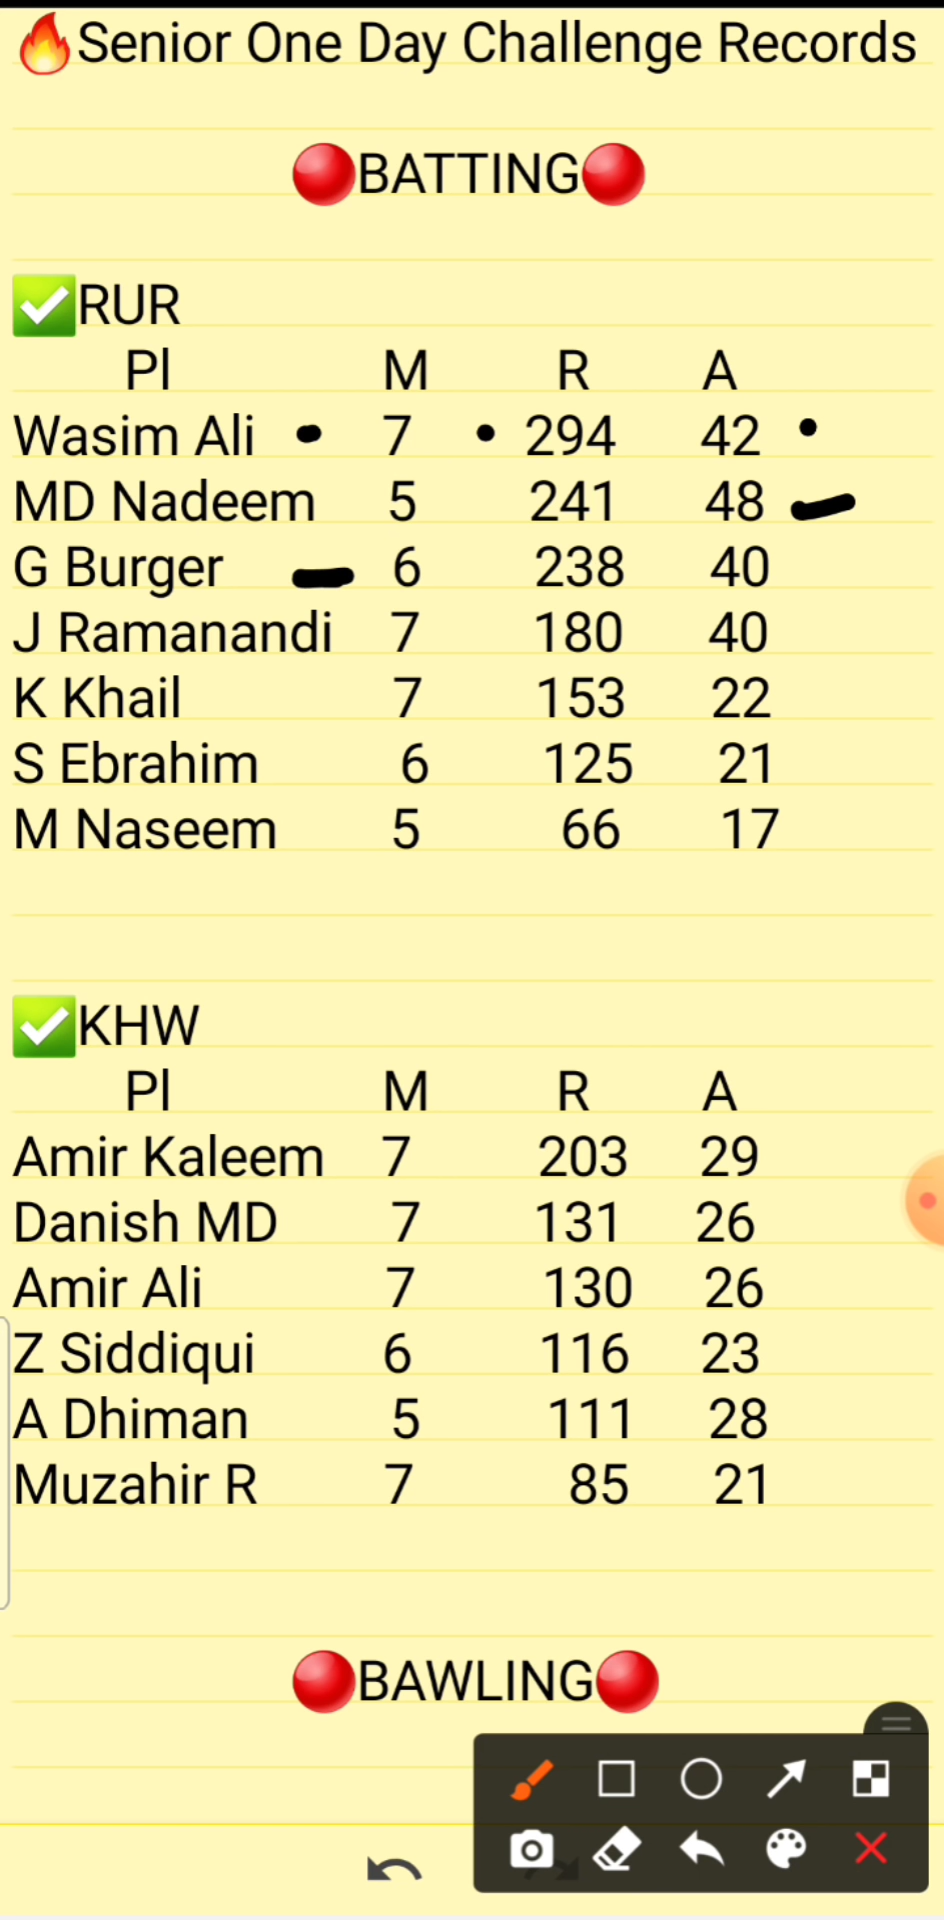 🔥Senior One Day Challenge Records
🔴BATTING🔴
✅RUR
Pl M R A
Wasim Ali 7 294 42
MD Nadeem 5 241 48
G Burger 6 238 40
J Ramanandi 7 180 40
K Khail 7 153 22
S Ebrahim 6 125 21
M Naseem 5 66 17
✅KHW
Pl M R A
Amir Kaleem 7 203 29
Danish MD 7 131 26
Amir Ali 7 130 26
Z Siddiqui 6 116 23
A Dhiman 5 111 28
Muzahir R 7 85 21
🔴BAWLING🔴